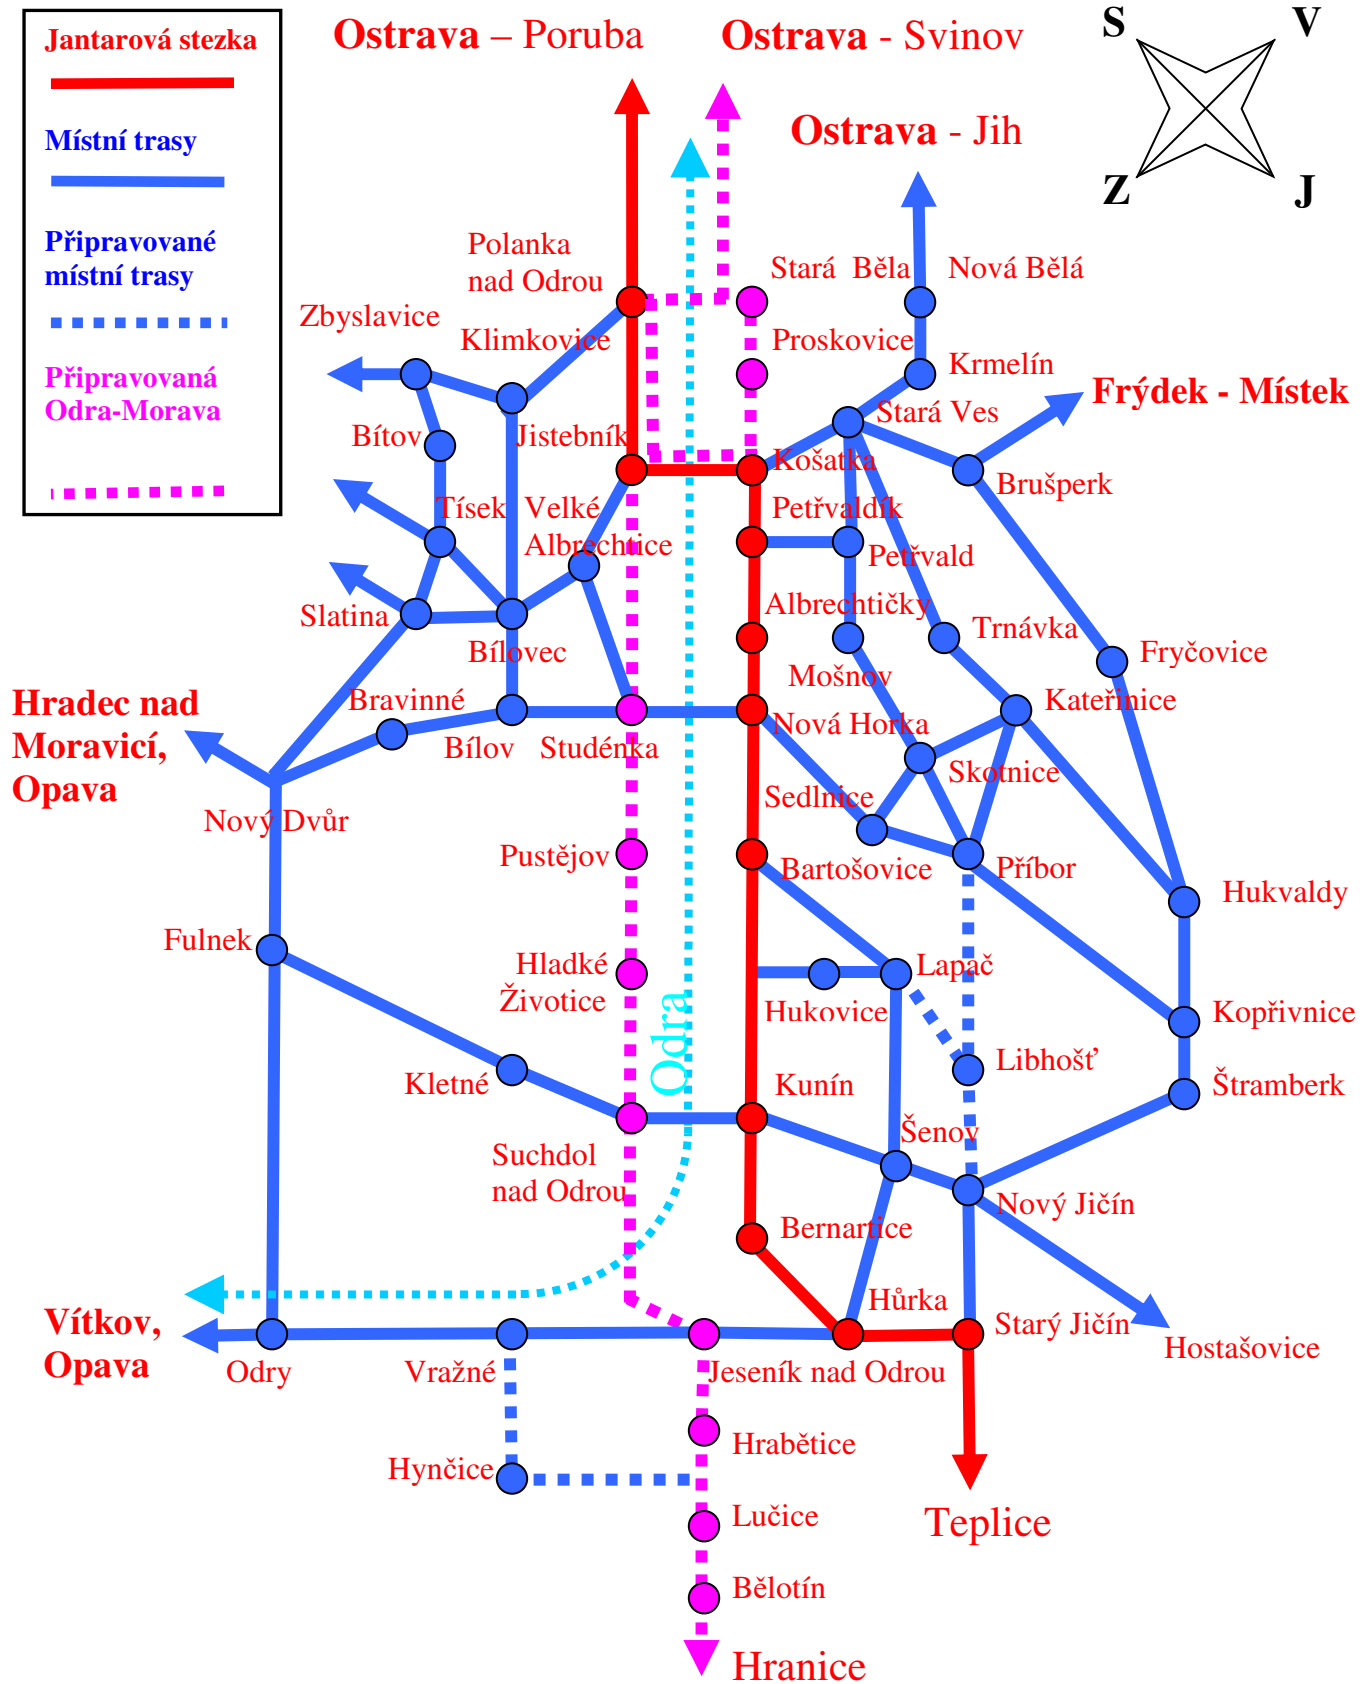 Jantarová stezka
Místní trasy
Připravované
místní trasy
Připravovaná
Odra-Morava
Ostrava – Poruba
Ostrava - Svinov
Ostrava - Jih
S
V
Z
J
Polanka
nad Odrou
Stará Běla
Nová Bělá
Zbyslavice
Klimkovice
Proskovice
Krmelín
Frýdek - Místek
Stará Ves
Bítov
Jistebník
Košatka
Brušperk
Tísek
Velké
Albrechtice
Petřvaldík
Petřvald
Slatina
Albrechtičky
Trnávka
Bílovec
Mošnov
Fryčovice
Hradec nad
Moravicí,
Opava
Bravinné
Kateřinice
Bílov
Studénka
Nová Horka
Skotnice
Sedlnice
Nový Dvůr
Pustějov
Bartošovice
Příbor
Hukvaldy
Fulnek
Hladké
Životice
Lapač
Hukovice
Kopřivnice
Odra
Libhošť
Kletné
Kunín
Štramberk
Šenov
Suchdol
nad Odrou
Nový Jičín
Bernartice
Hůrka
Vítkov,
Opava
Starý Jičín
Hostašovice
Odry
Vražné
Jeseník nad Odrou
Hrabětice
Hynčice
Lučice
Teplice
Bělotín
Hranice